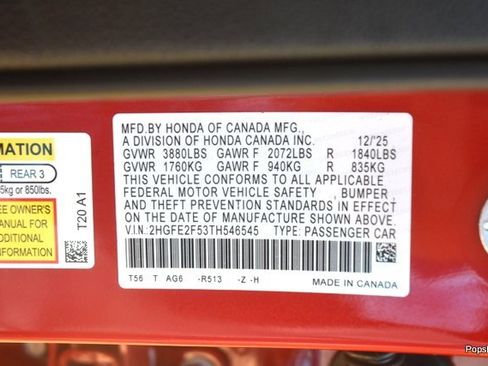 MATION
REAR 3
5kg or 850lbs.
EE OWNER'S
ANUAL FOR
DDITIONAL
ORMATION
T20 A1
MFD.BY HONDA OF CANADA MFG.,
A DIVISION OF HONDA CANADA INC. 12/'25
GVWR 3880LBS GAWR F 2072LBS R 1840LBS
GVWR 1760KG GAWR F 940KG R 835KG
THIS VEHICLE CONFORMS TO ALL APPLICABLE
FEDERAL MOTOR VEHICLE SAFETY , BUMPER ,
AND THEFT PREVENTION STANDARDS IN EFFECT
ON THE DATE OF MANUFACTURE SHOWN ABOVE.
V.I.N: 2HGFE2F53TH546545 TYPE: PASSENGER CAR
T56 T AG6 -R513 -Z -H
MADE IN CANADA
Pops